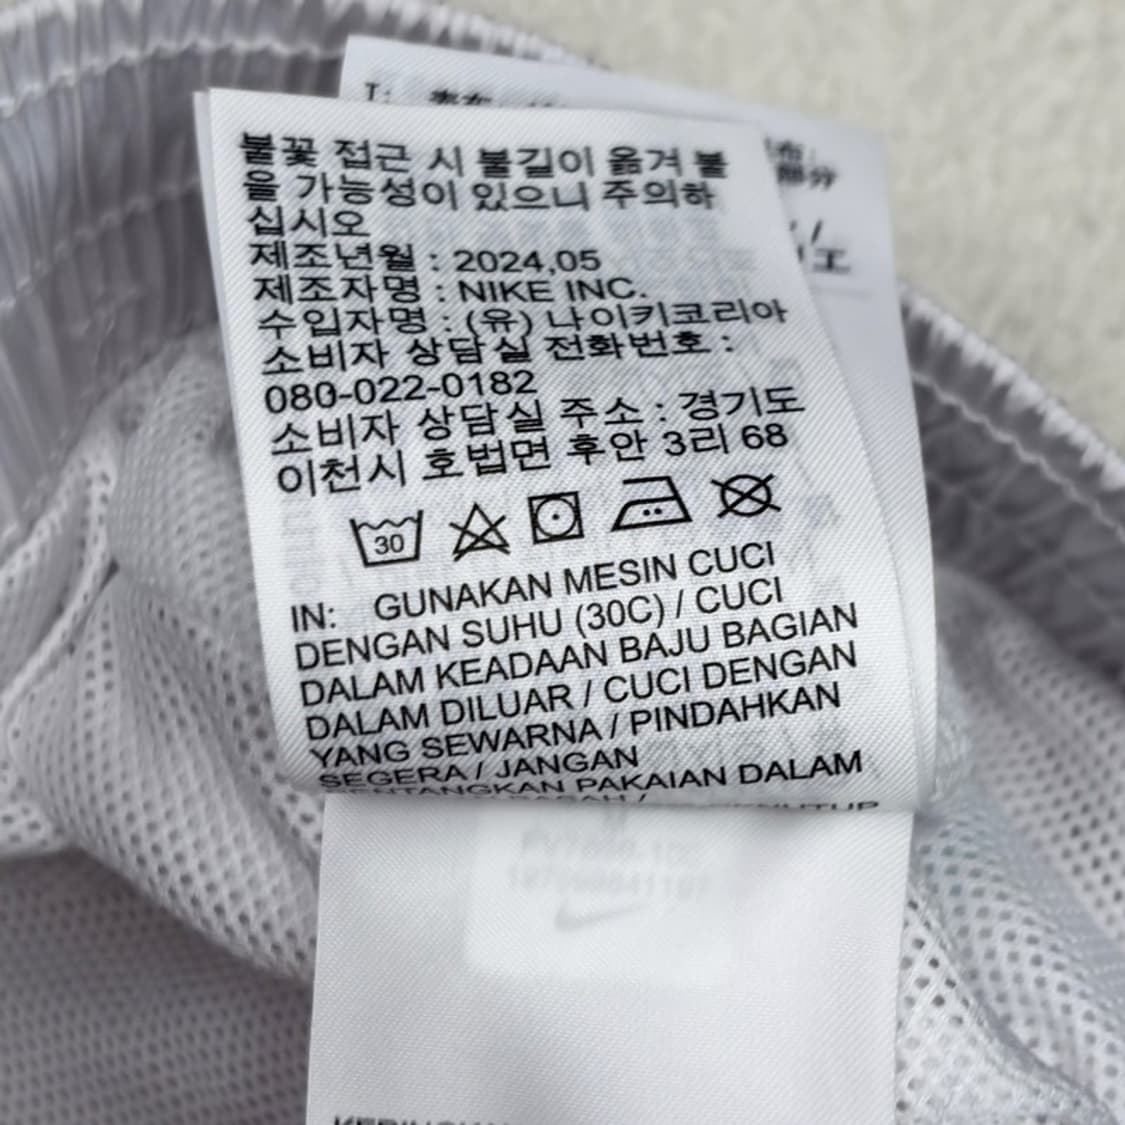 불꽃 접근 시 불길이 옮겨 붙
을 가능성이 있으니 주의하
십시오
제조년월 : 2024.05
제조자명 : NIKE INC.
수입자명 : (유) 나이키코리아
소비자 상담실 전화번호 :
080-022-0182
소비자 상담실 주소 : 경기도
이천시 호법면 후안 3리 68
30
IN: GUNAKAN MESIN CUCI
DENGAN SUHU (30C) / CUCI
DALAM KEADAAN BAJU BAGIAN
DALAM DILUAR / CUCI DENGAN
YANG SEWARNA / PINDAHKAN
SEGERA / JANGAN
PAKAIAN DALAM